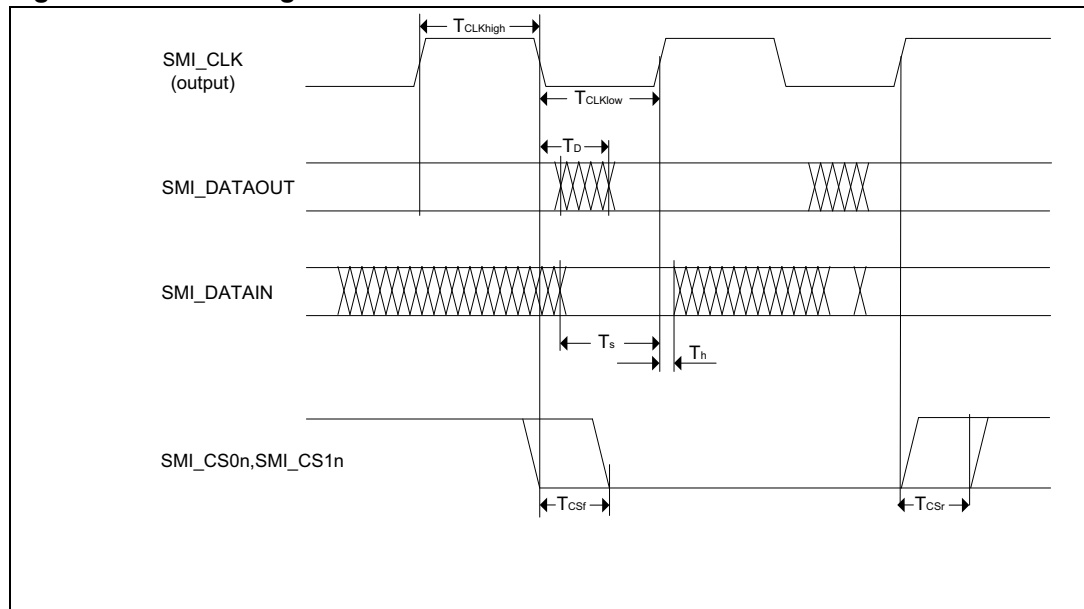 TCLKhigh
SMI_CLK
(output)
TCLKlow
TD
SMI_DATAOUT
SMI_DATAIN
Ts
Th
SMI_CS0n,SMI_CS1n
TCSf
TCSr